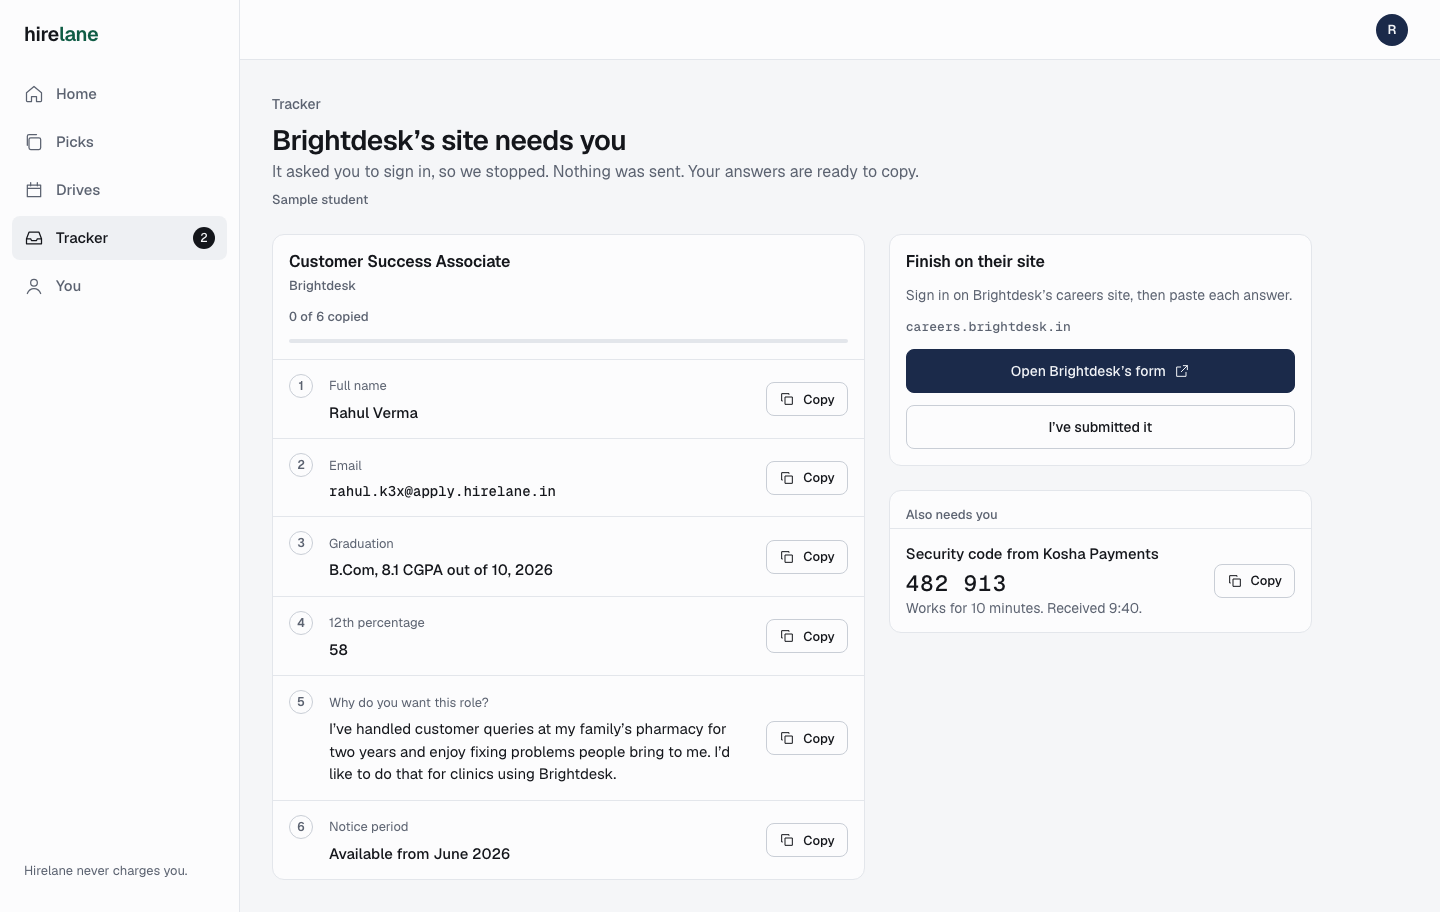 hirelane
Home
Picks
Drives
Tracker 2
You
Hirelane never charges you.
R
Tracker
Brightdesk’s site needs you
It asked you to sign in, so we stopped. Nothing was sent. Your answers are ready to copy.
Sample student
Customer Success Associate
Brightdesk
0 of 6 copied
1 Full name
Rahul Verma
Copy
2 Email
rahul.k3x@apply.hirelane.in
Copy
3 Graduation
B.Com, 8.1 CGPA out of 10, 2026
Copy
4 12th percentage
58
Copy
5 Why do you want this role?
I’ve handled customer queries at my family’s pharmacy for
two years and enjoy fixing problems people bring to me. I’d
like to do that for clinics using Brightdesk.
Copy
6 Notice period
Available from June 2026
Copy
Finish on their site
Sign in on Brightdesk’s careers site, then paste each answer.
careers.brightdesk.in
Open Brightdesk’s form
I’ve submitted it
Also needs you
Security code from Kosha Payments
482 913
Works for 10 minutes. Received 9:40.
Copy